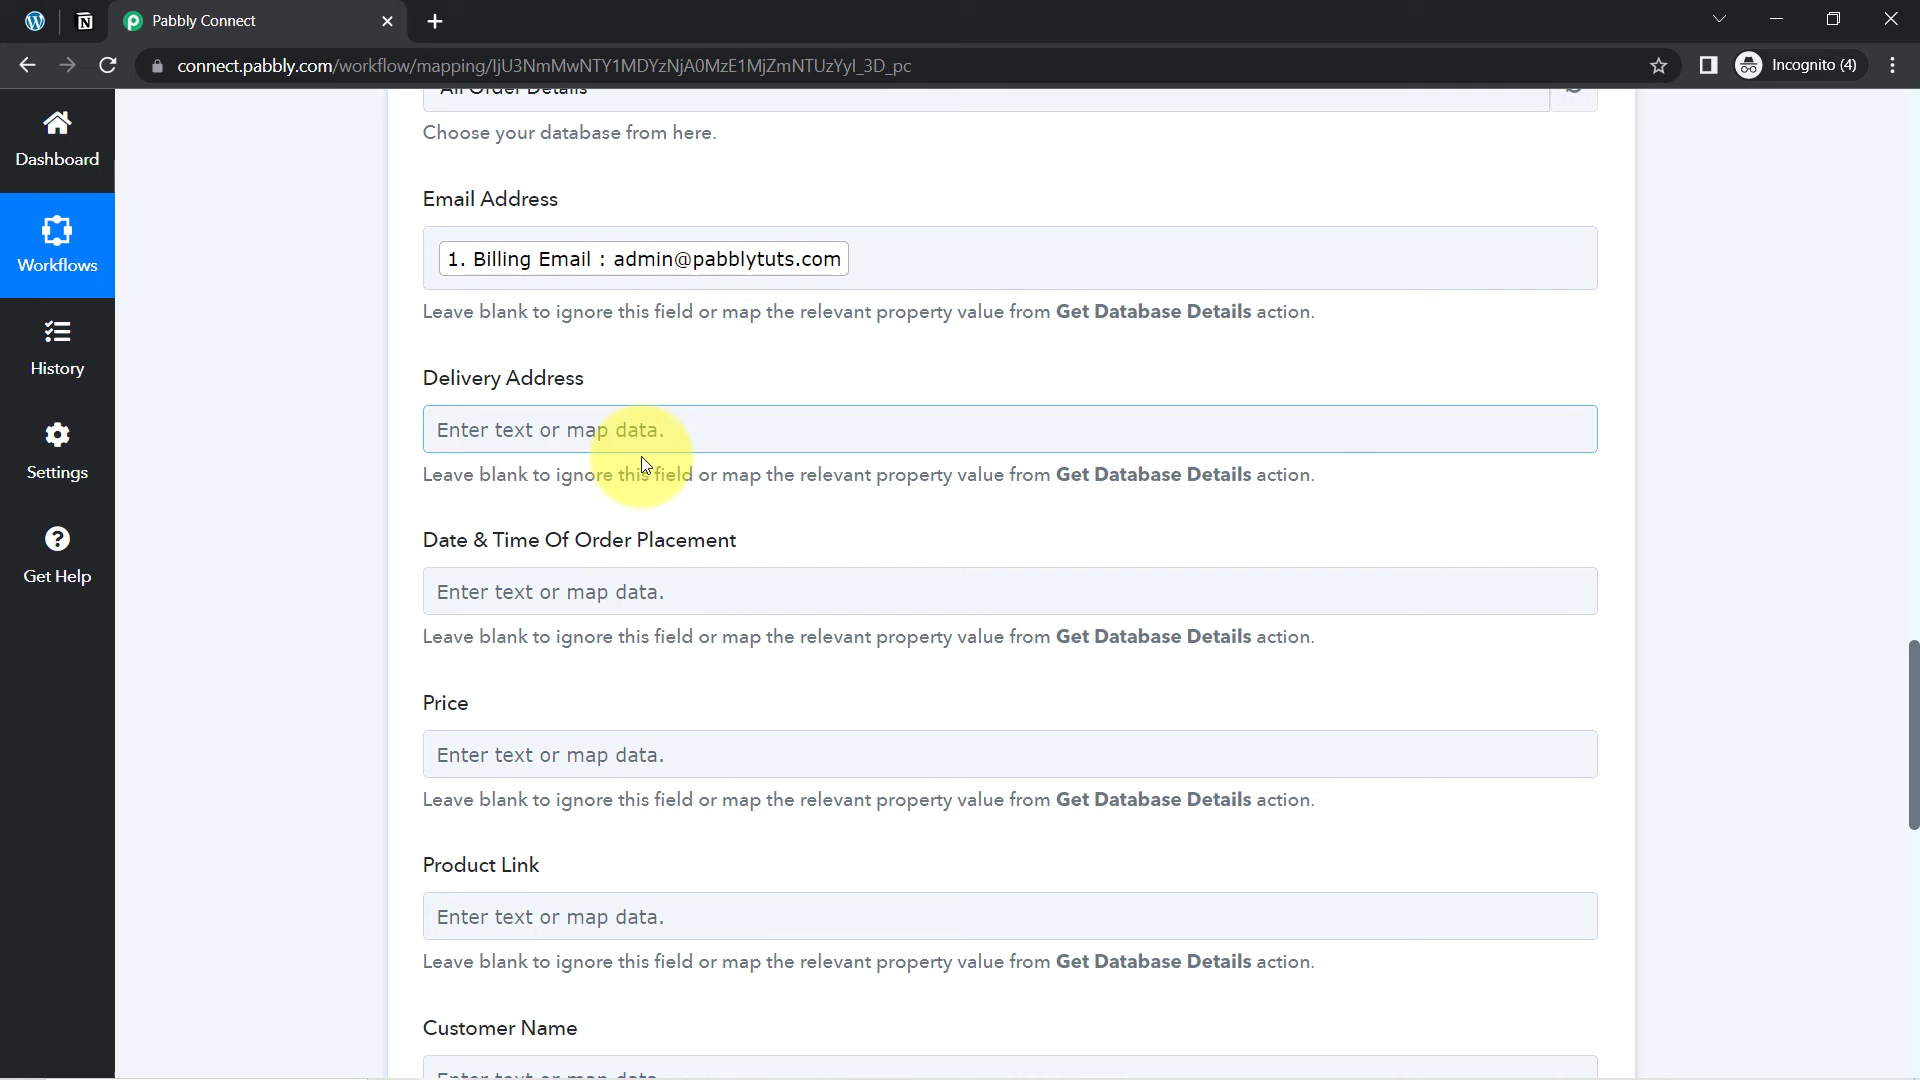 Pabbly Connect
connect.pabbly.com/workflow/mapping/IjU3NmMwNTY1MDYzNjA0MzE1MjZmNTUzYyI_3D_pc
Incognito (4)
Dashboard
Workflows
History
Settings
Get Help
All Order Details
Choose your database from here.
Email Address
1. Billing Email : admin@pabblytuts.com
Leave blank to ignore this field or map the relevant property value from Get Database Details action.
Delivery Address
Enter text or map data.
Leave blank to ignore this field or map the relevant property value from Get Database Details action.
Date & Time Of Order Placement
Enter text or map data.
Leave blank to ignore this field or map the relevant property value from Get Database Details action.
Price
Enter text or map data.
Leave blank to ignore this field or map the relevant property value from Get Database Details action.
Product Link
Enter text or map data.
Leave blank to ignore this field or map the relevant property value from Get Database Details action.
Customer Name
Enter text or map data.